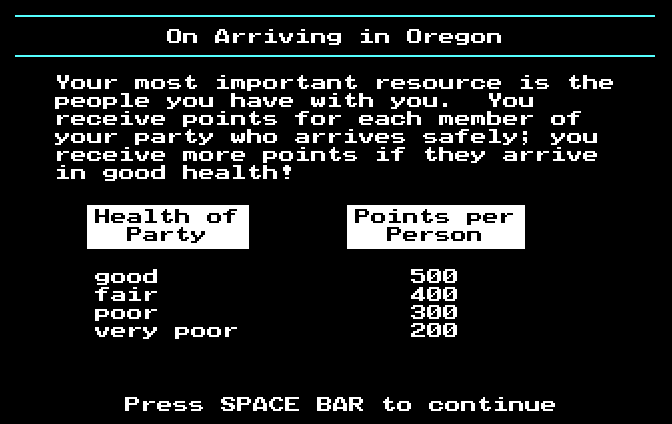 On Arriving in Oregon
Your most important resource is the
people you have with you.  You
receive points for each member of
your party who arrives safely; you
receive more points if they arrive
in good health!
Health of Party
Points per Person
good 500
fair 400
poor 300
very poor 200
Press SPACE BAR to continue